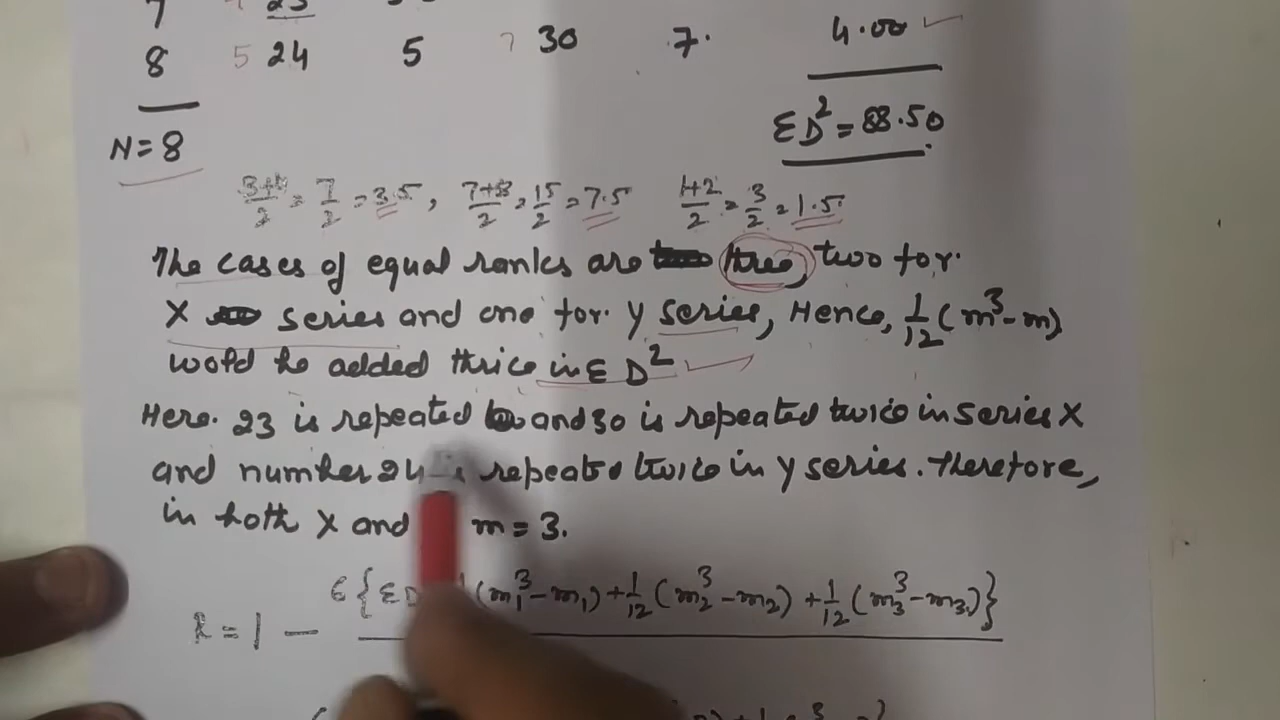 7 23
8 5 24 5 7 30 7. 4.00
N=8 ΣD²=88.50
3+4/2 = 7/2 = 3.5, 7+8/2 = 15/2 = 7.5 1+2/2 = 3/2 = 1.5
The cases of equal ranks are three, two for
X series and one for Y series, Hence, 1/12 (m³-m)
would be added thrice in ΣD²
Here 23 is repeated and 30 is repeated twice in series X
and number 24 is repeated twice in Y series. Therefore,
in both X and m = 3.
6{ΣD (m₁³-m₁)+1/12(m₂³-m₂)+1/12(m₃³-m₃)}
R = 1 -